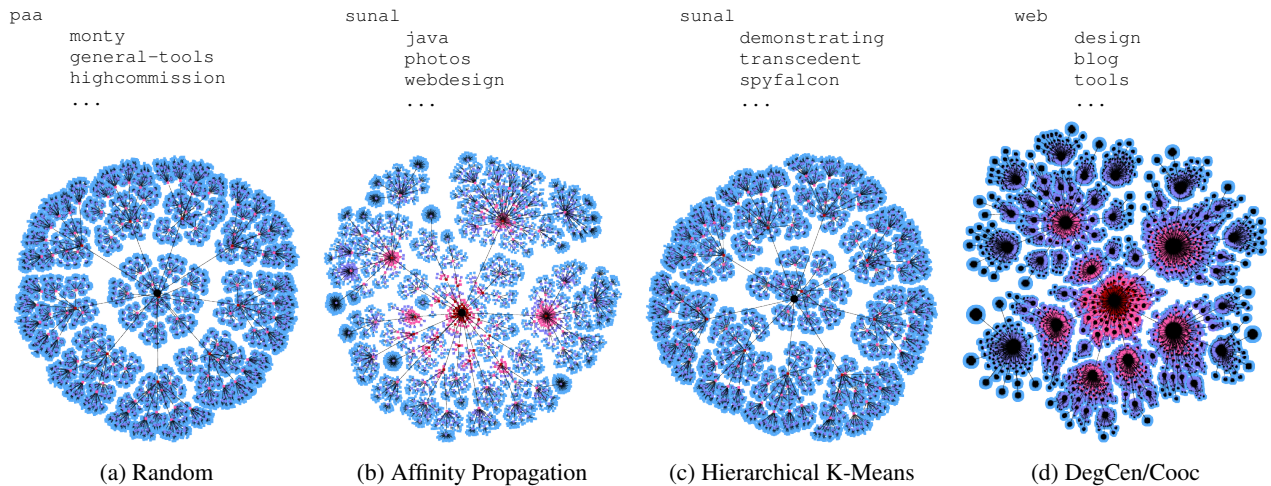 paa
monty
general-tools
highcommission
...
sunal
java
photos
webdesign
...
sunal
demonstrating
transcedent
spyfalcon
...
web
design
blog
tools
...
(a) Random
(b) Affinity Propagation
(c) Hierarchical K-Means
(d) DegCen/Cooc